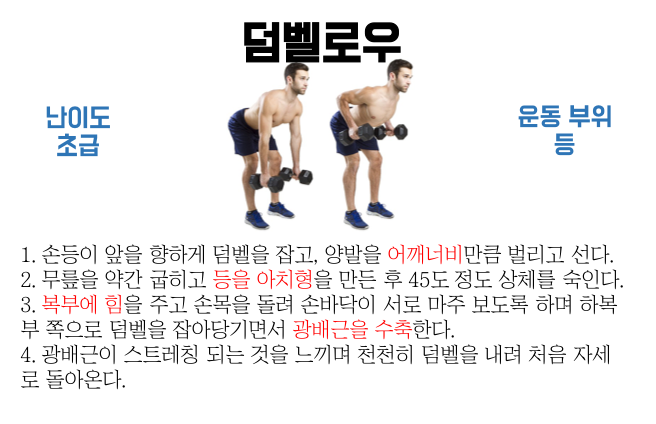 덤벨로우
난이도
초급
운동 부위
등
1. 손등이 앞을 향하게 덤벨을 잡고, 양발을 어깨너비만큼 벌리고 선다.
2. 무릎을 약간 굽히고 등을 아치형을 만든 후 45도 정도 상체를 숙인다.
3. 복부에 힘을 주고 손목을 돌려 손바닥이 서로 마주 보도록 하며 하복
부 쪽으로 덤벨을 잡아당기면서 광배근을 수축한다.
4. 광배근이 스트레칭 되는 것을 느끼며 천천히 덤벨을 내려 처음 자세
로 돌아온다.